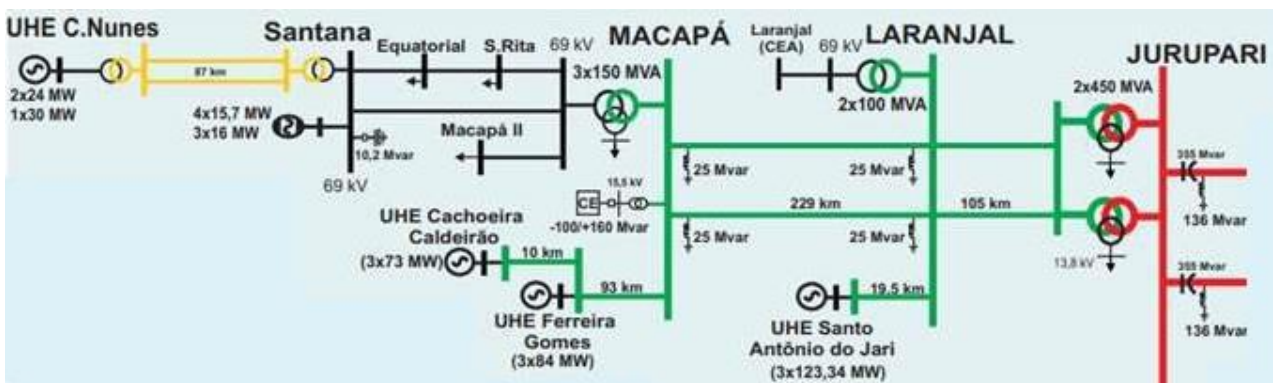 UHE C.Nunes
2x24 MW
1x30 MW
87 km
Santana
4x15,7 MW
3x16 MW
10,2 Mvar
69 kV
Equatorial
S.Rita
Macapá II
69 kV
MACAPÁ
3x150 MVA
CE
15,5 kV
-100/+160 Mvar
25 Mvar
25 Mvar
229 km
25 Mvar
25 Mvar
UHE Cachoeira
Caldeirão
(3x73 MW)
10 km
93 km
UHE Ferreira
Gomes
(3x84 MW)
Laranjal
(CEA)
69 kV
LARANJAL
2x100 MVA
105 km
19.5 km
UHE Santo
Antônio do Jari
(3x123,34 MW)
JURUPARI
2x450 MVA
13,8 kV
355 Mvar
136 Mvar
355 Mvar
136 Mvar